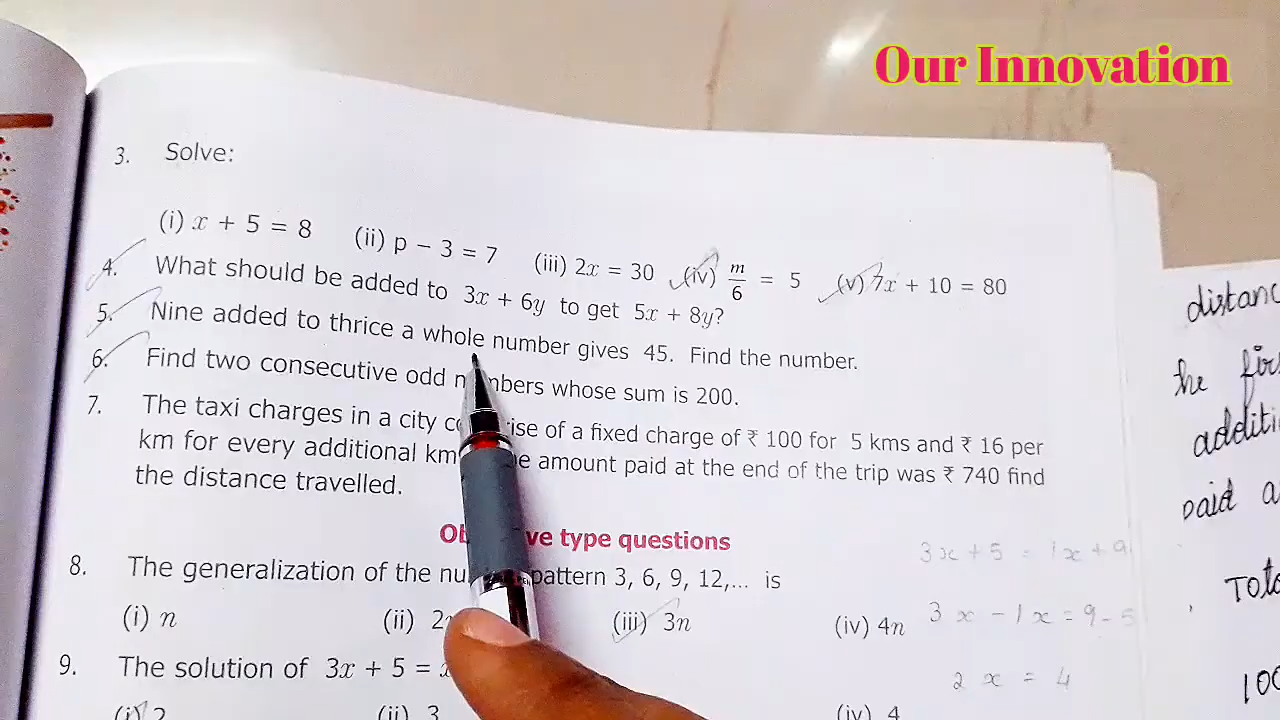 Our Innovation
3. Solve:
(i) x + 5 = 8 (ii) p − 3 = 7 (iii) 2x = 30 (iv) m/6 = 5 (v) 7x + 10 = 80
4. What should be added to 3x + 6y to get 5x + 8y?
5. Nine added to thrice a whole number gives 45. Find the number.
6. Find two consecutive odd numbers whose sum is 200.
7. The taxi charges in a city rise of a fixed charge of ₹ 100 for 5 kms and ₹ 16 per
km for every additional km amount paid at the end of the trip was ₹ 740 find
the distance travelled.
ve type questions
8. The generalization of the pattern 3, 6, 9, 12,... is
(i) n (ii) (iii) 3n (iv) 4n
9. The solution of 3x + 5 =
(i) 2 (ii) 3 (iv) 4
3x + 5 = 1x + 9
3x − 1x = 9 − 5
2x = 4
the
paid
100